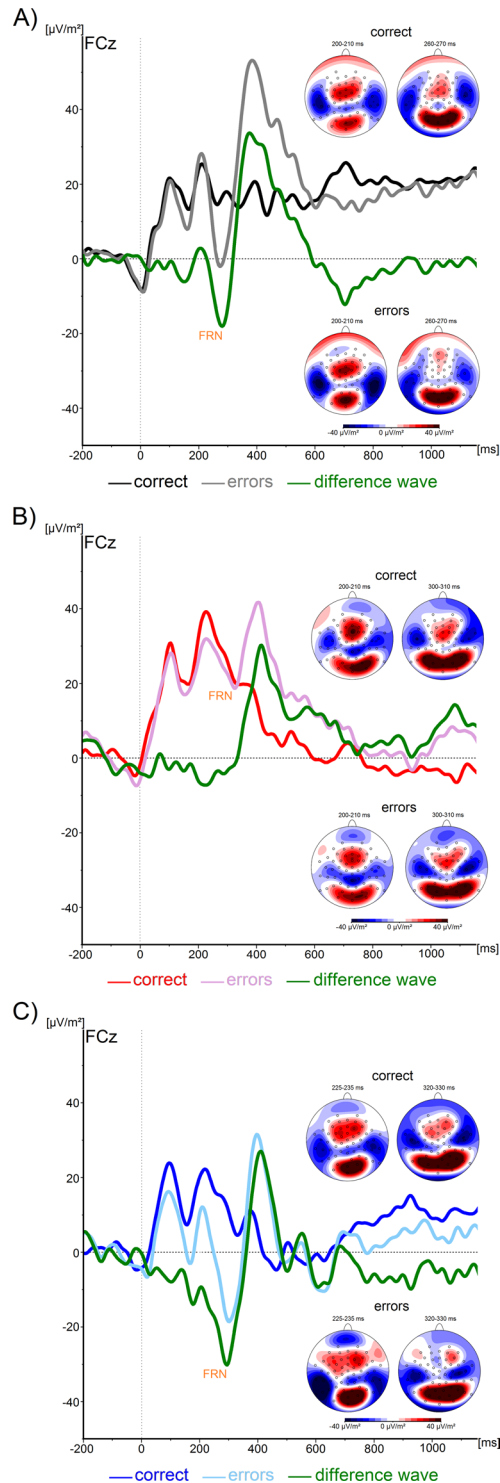 A)
[µV/m²]
FCz
correct
200-210 ms 260-270 ms
40
20
0
-20
-40
FRN
errors
200-210 ms 260-270 ms
-40 µV/m² 0 µV/m² 40 µV/m²
-200 0 200 400 600 800 1000 [ms]
correct errors difference wave
B)
[µV/m²]
FCz
correct
200-210 ms 300-310 ms
40
20
0
-20
-40
FRN
errors
200-210 ms 300-310 ms
-40 µV/m² 0 µV/m² 40 µV/m²
-200 0 200 400 600 800 1000 [ms]
correct errors difference wave
C)
[µV/m²]
FCz
correct
225-235 ms 320-330 ms
40
20
0
-20
-40
FRN
errors
225-235 ms 320-330 ms
-40 µV/m² 0 µV/m² 40 µV/m²
-200 0 200 400 600 800 1000 [ms]
correct errors difference wave